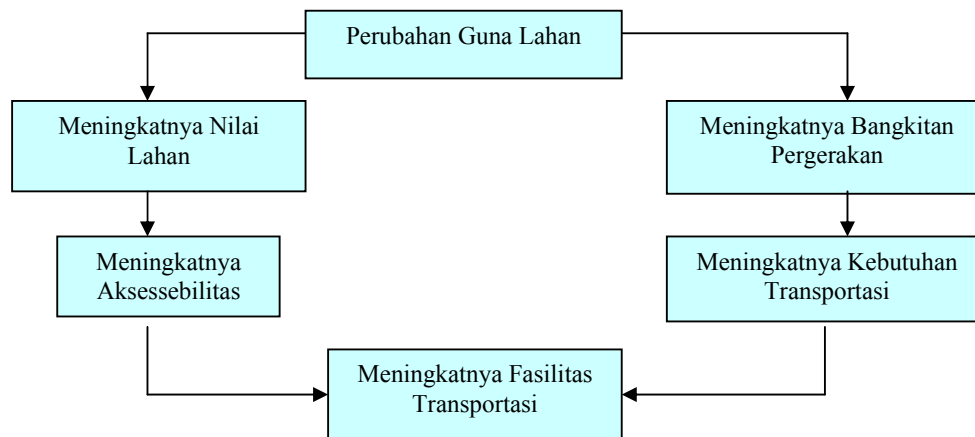 Perubahan Guna Lahan
Meningkatnya Nilai
Lahan
Meningkatnya Bangkitan
Pergerakan
Meningkatnya
Aksessebilitas
Meningkatnya Kebutuhan
Transportasi
Meningkatnya Fasilitas
Transportasi